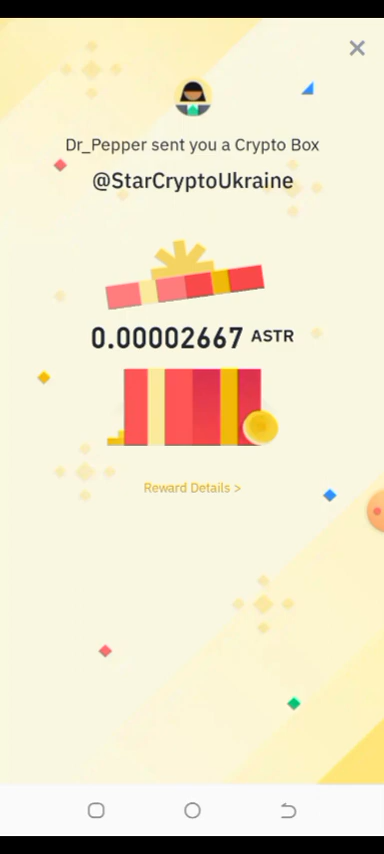 Dr_Pepper sent you a Crypto Box
@StarCryptoUkraine
0.00002667 ASTR
Reward Details >